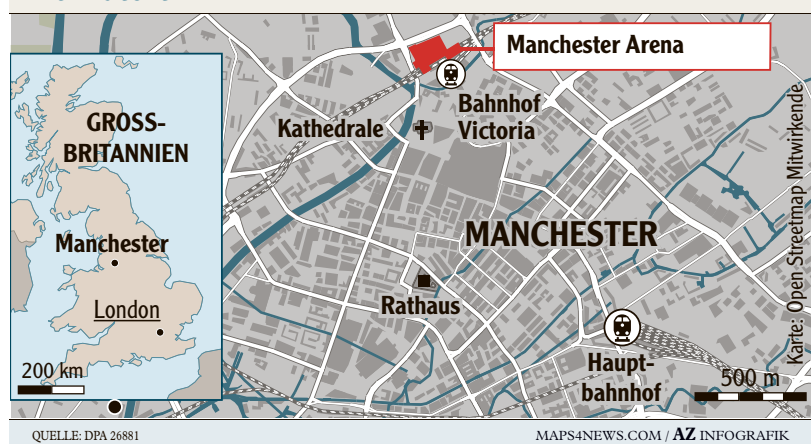 Manchester Arena
Bahnhof
Victoria
Kathedrale
GROSS-
BRITANNIEN
Manchester
London
200 km
MANCHESTER
Rathaus
Haupt-
bahnhof
500 m
Karte: Open Streetmap Mitwirkende
QUELLE: DPA 26881
MAPS4NEWS.COM / AZ INFOGRAFIK